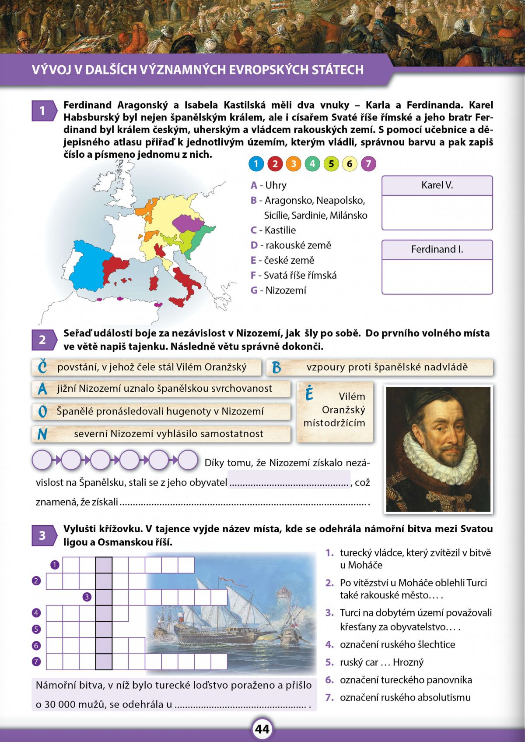 VÝVOJ V DALŠÍCH VÝZNAMNÝCH EVROPSKÝCH STÁTECH
1
Ferdinand Aragonský a Isabela Kastilská měli dva vnuky – Karla a Ferdinanda. Karel
Habsburský byl nejen španělským králem, ale i císařem Svaté říše římské a jeho bratr Fer-
dinand byl králem českým, uherským a vládcem rakouských zemí. S pomocí učebnice a dě-
jepisného atlasu přiřaď k jednotlivým územím, kterým vládli, správnou barvu a pak zapiš
číslo a písmeno jednomu z nich.
1 2 3 4 5 6 7
A - Uhry
B - Aragonsko, Neapolsko,
Sicílie, Sardinie, Milánsko
C - Kastilie
D - rakouské země
E - české země
F - Svatá říše římská
G - Nizozemí
Karel V.
Ferdinand I.
2
Seřaď události boje za nezávislost v Nizozemí, jak šly po sobě. Do prvního volného místa
ve větě napiš tajenku. Následně větu správně dokonči.
Č povstání, v jehož čele stál Vilém Oranžský
B vzpoury proti španělské nadvládě
A jižní Nizozemí uznalo španělskou svrchovanost
É Vilém
Oranžský
místodržícím
O Španělé pronásledovali hugenoty v Nizozemí
N severní Nizozemí vyhlásilo samostatnost
Díky tomu, že Nizozemí získalo nezá-
vislost na Španělsku, stali se z jeho obyvatel ........................................, což
znamená, že získali ....................................................................................
3
Vylušti křížovku. V tajence vyjde název místa, kde se odehrála námořní bitva mezi Svatou
ligou a Osmanskou říší.
1
2
3
4
5
6
7
1. turecký vládce, který zvítězil v bitvě
u Moháče
2. Po vítězství u Moháče oblehli Turci
také rakouské město… .
3. Turci na dobytém území považovali
křesťany za obyvatelstvo… .
4. označení ruského šlechtice
5. ruský car … Hrozný
6. označení tureckého panovníka
7. označení ruského absolutismu
Námořní bitva, v níž bylo turecké loďstvo poraženo a přišlo
o 30 000 mužů, se odehrála u ............................................. .
44